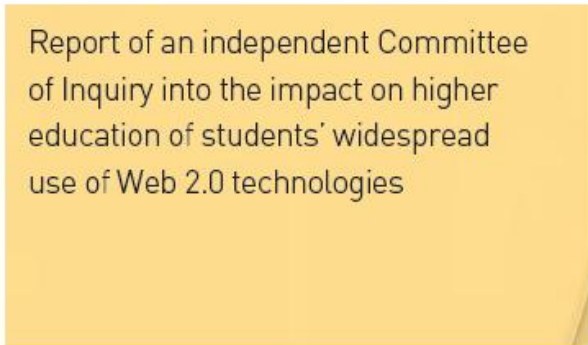 Report of an independent Committee
of Inquiry into the impact on higher
education of students' widespread
use of Web 2.0 technologies